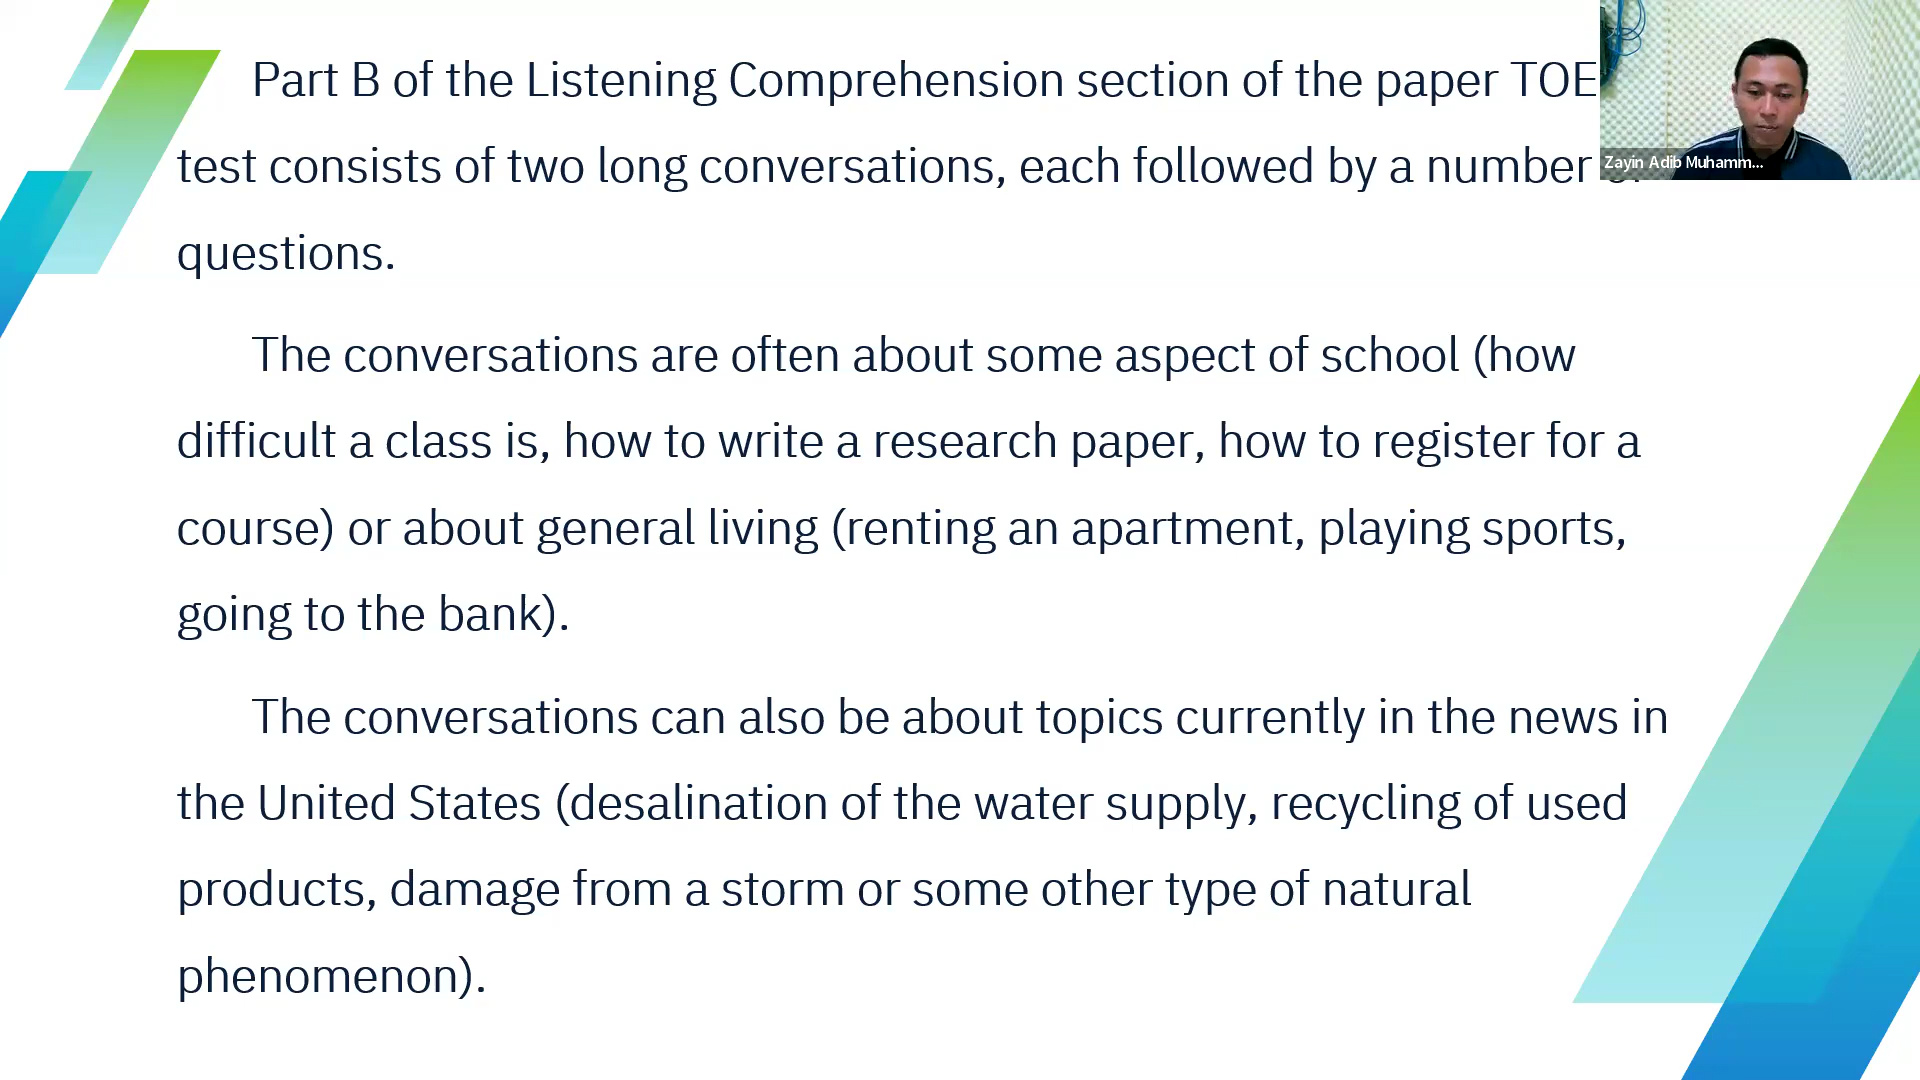 Part B of the Listening Comprehension section of the paper TOE
test consists of two long conversations, each followed by a number
questions.
The conversations are often about some aspect of school (how
difficult a class is, how to write a research paper, how to register for a
course) or about general living (renting an apartment, playing sports,
going to the bank).
The conversations can also be about topics currently in the news in
the United States (desalination of the water supply, recycling of used
products, damage from a storm or some other type of natural
phenomenon).
Zayin Adib Muhamm...